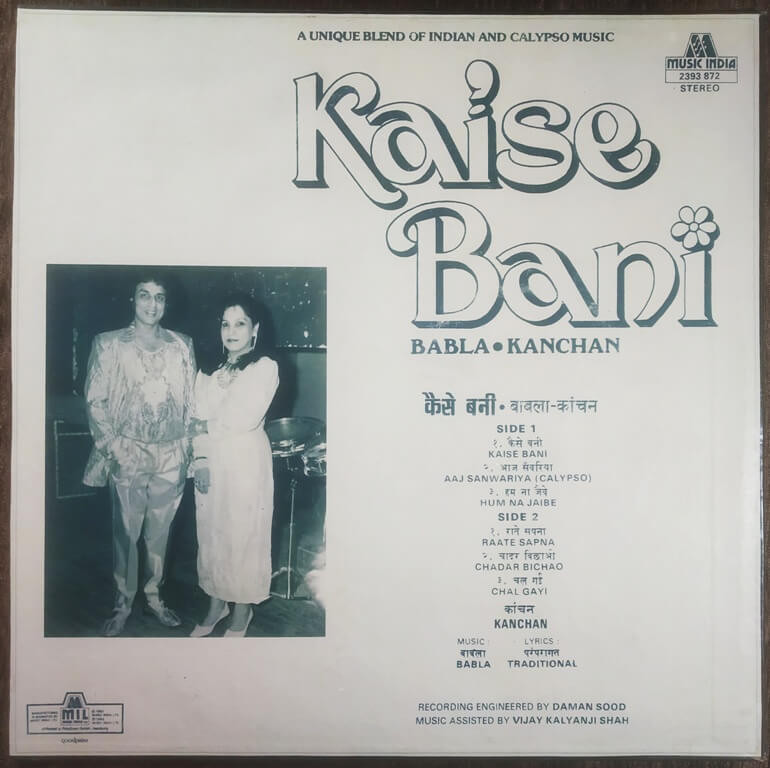 A UNIQUE BLEND OF INDIAN AND CALYPSO MUSIC
MUSIC INDIA
2393 872
STEREO
Kaise
Bani
BABLA • KANCHAN
कैसे बनी • बाबला-कांचन
SIDE 1
१. कैसे बनी
KAISE BANI
२. आज सँवरिया
AAJ SANWARIYA (CALYPSO)
३. हम ना जैबे
HUM NA JAIBE
SIDE 2
१. राते सपना
RAATE SAPNA
२. चादर बिछाओ
CHADAR BICHAO
३. चल गई
CHAL GAYI
कांचन
KANCHAN
MUSIC : LYRICS :
बाबला परंपरागत
BABLA TRADITIONAL
RECORDING ENGINEERED BY DAMAN SOOD
MUSIC ASSISTED BY VIJAY KALYANJI SHAH
MIL